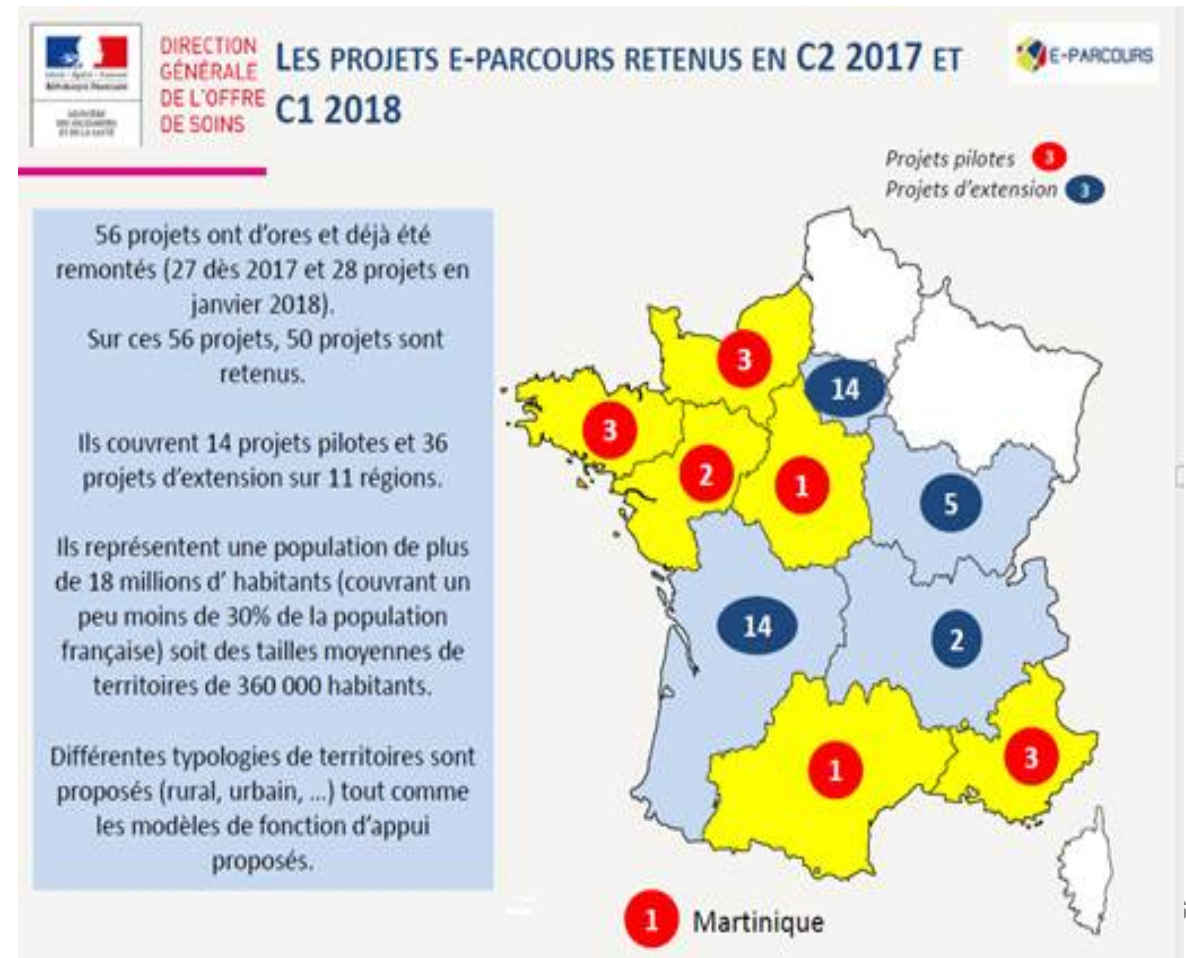 DIRECTION
GÉNÉRALE
DE L'OFFRE
DE SOINS
LES PROJETS E-PARCOURS RETENUS EN C2 2017 ET
C1 2018
E-PARCOURS
Projets pilotes 3
Projets d'extension 3
56 projets ont d'ores et déjà été
remontés (27 dès 2017 et 28 projets en
janvier 2018).
Sur ces 56 projets, 50 projets sont
retenus.
Ils couvrent 14 projets pilotes et 36
projets d'extension sur 11 régions.
Ils représentent une population de plus
de 18 millions d' habitants (couvrant un
peu moins de 30% de la population
française) soit des tailles moyennes de
territoires de 360 000 habitants.
Différentes typologies de territoires sont
proposés (rural, urbain, ...) tout comme
les modèles de fonction d'appui
proposés.
3
14
3
2
1
5
14
2
1
3
1 Martinique